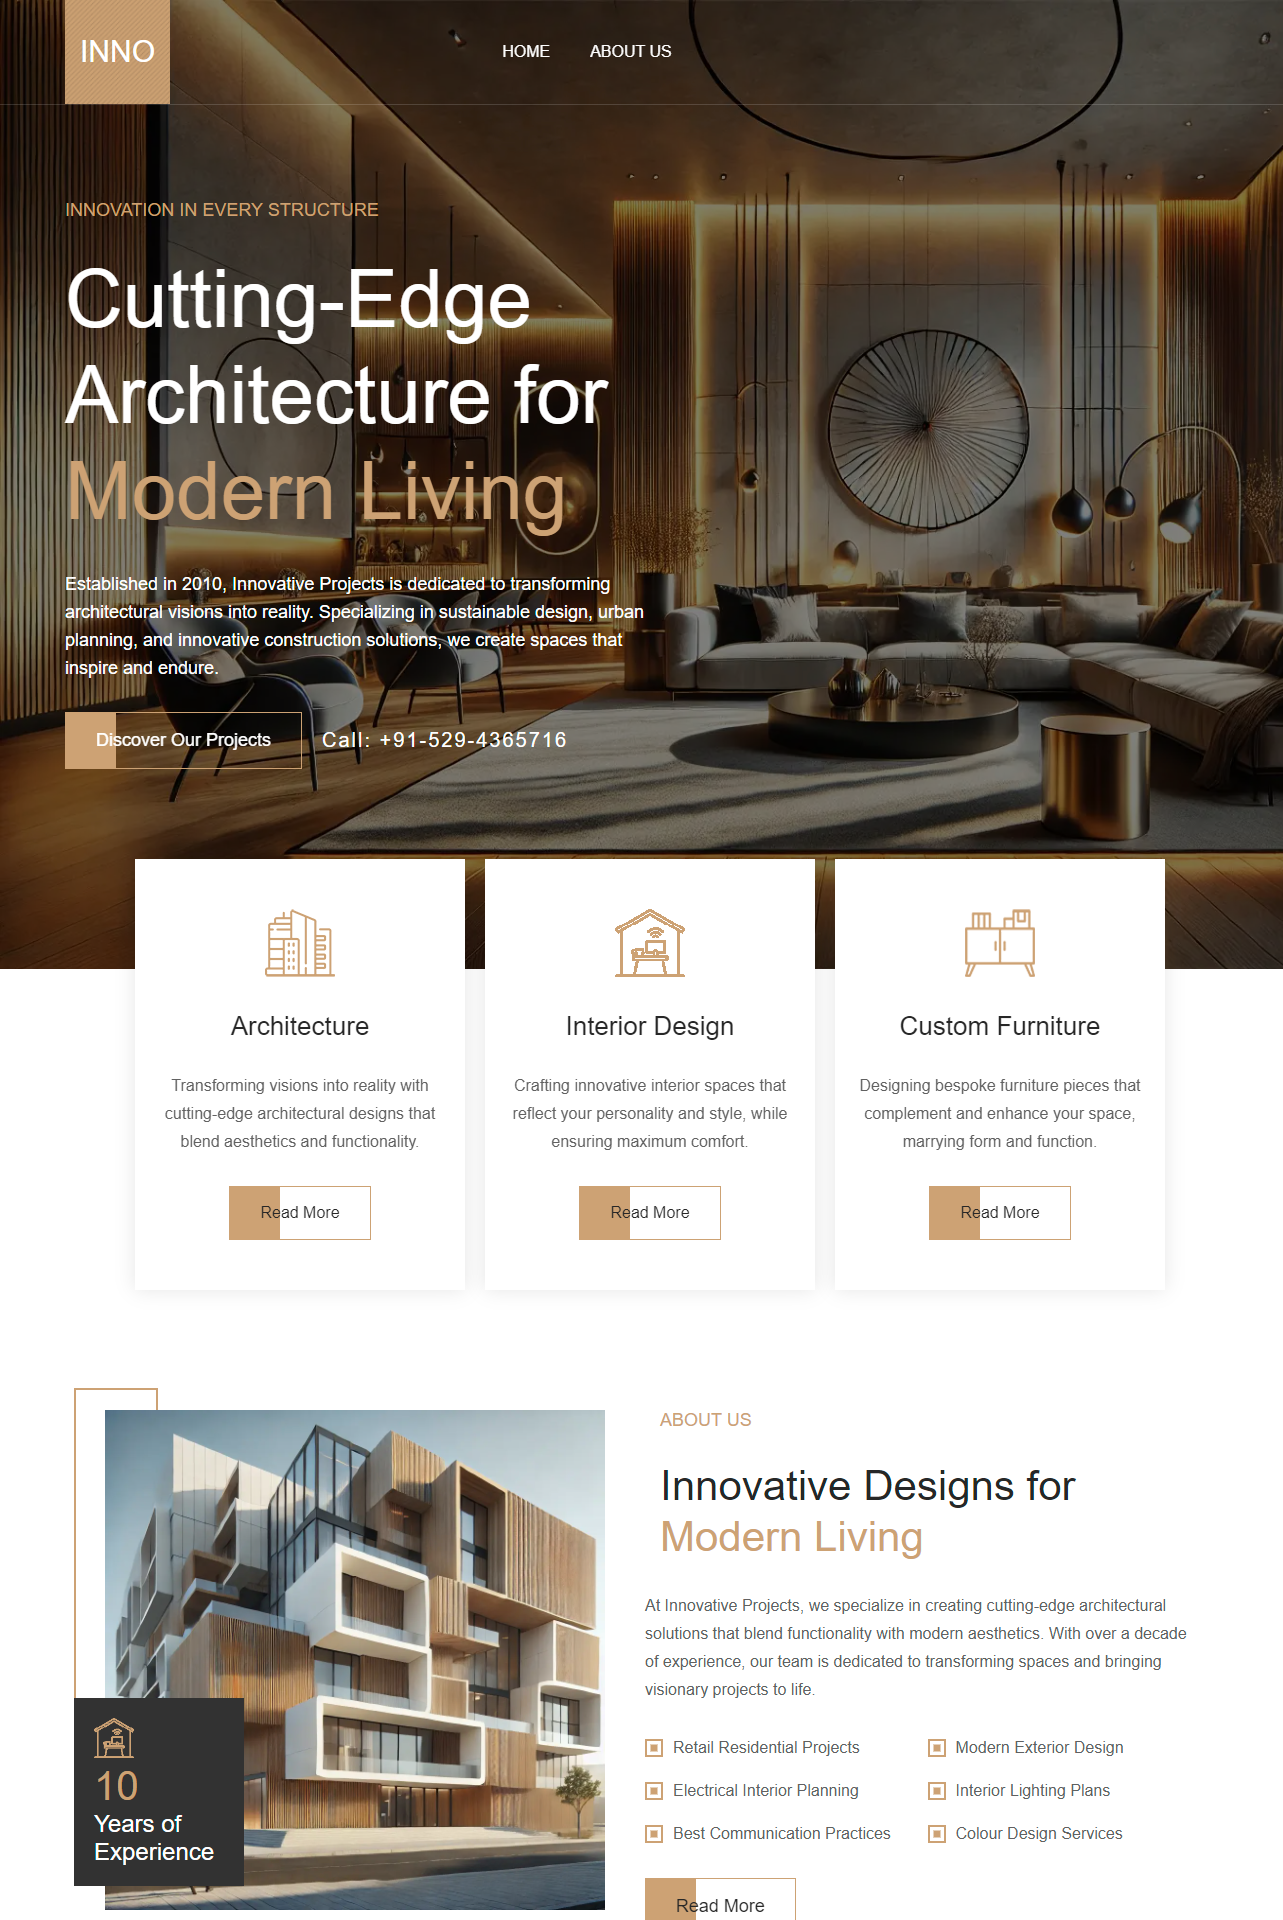 INNO
HOME
ABOUT US
INNOVATION IN EVERY STRUCTURE
Cutting-Edge
Architecture for
Modern Living
Established in 2010, Innovative Projects is dedicated to transforming
architectural visions into reality. Specializing in sustainable design, urban
planning, and innovative construction solutions, we create spaces that
inspire and endure.
Discover Our Projects
Call: +91-529-4365716
Architecture
Transforming visions into reality with
cutting-edge architectural designs that
blend aesthetics and functionality.
Read More
Interior Design
Crafting innovative interior spaces that
reflect your personality and style, while
ensuring maximum comfort.
Read More
Custom Furniture
Designing bespoke furniture pieces that
complement and enhance your space,
marrying form and function.
Read More
10
Years of
Experience
ABOUT US
Innovative Designs for
Modern Living
At Innovative Projects, we specialize in creating cutting-edge architectural
solutions that blend functionality with modern aesthetics. With over a decade
of experience, our team is dedicated to transforming spaces and bringing
visionary projects to life.
Retail Residential Projects
Modern Exterior Design
Electrical Interior Planning
Interior Lighting Plans
Best Communication Practices
Colour Design Services
Read More